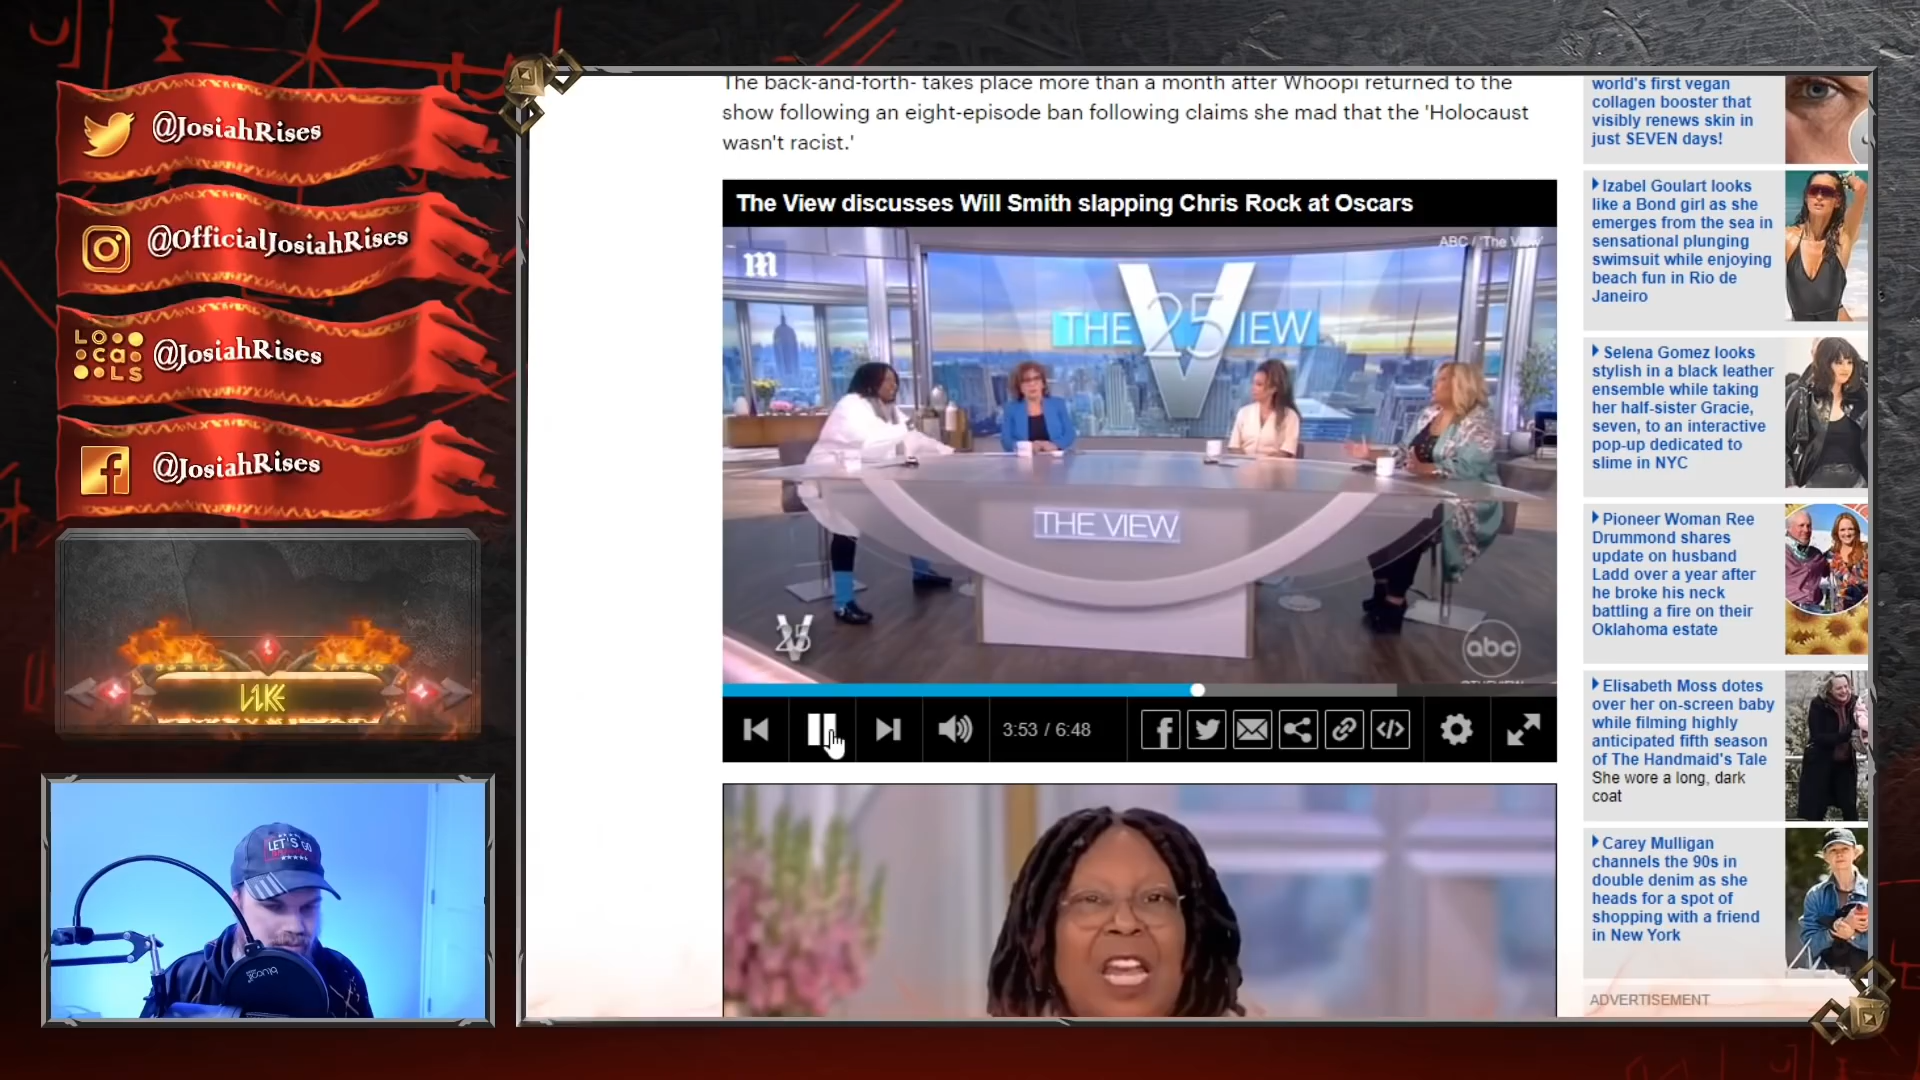 @JosiahRises
@OfficialJosiahRises
LOcaLS
@JosiahRises
@JosiahRises
LIKE
LET'S GO
The back-and-forth- takes place more than a month after Whoopi returned to the
show following an eight-episode ban following claims she mad that the 'Holocaust
wasn't racist.'
The View discusses Will Smith slapping Chris Rock at Oscars
ABC / 'The View'
m
THE VIEW
25
THE VIEW
V
25
abc
3:53 / 6:48
world's first vegan
collagen booster that
visibly renews skin in
just SEVEN days!
Izabel Goulart looks
like a Bond girl as she
emerges from the sea in
sensational plunging
swimsuit while enjoying
beach fun in Rio de
Janeiro
Selena Gomez looks
stylish in a black leather
ensemble while taking
her half-sister Gracie,
seven, to an interactive
pop-up dedicated to
slime in NYC
Pioneer Woman Ree
Drummond shares
update on husband
Ladd over a year after
he broke his neck
battling a fire on their
Oklahoma estate
Elisabeth Moss dotes
over her on-screen baby
while filming highly
anticipated fifth season
of The Handmaid's Tale
She wore a long, dark
coat
Carey Mulligan
channels the 90s in
double denim as she
heads for a spot of
shopping with a friend
in New York
ADVERTISEMENT